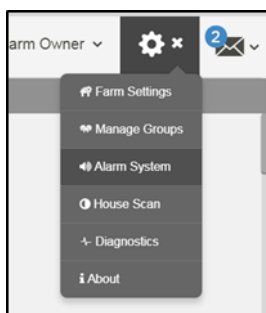 arm Owner
2
Farm Settings
Manage Groups
Alarm System
House Scan
Diagnostics
About